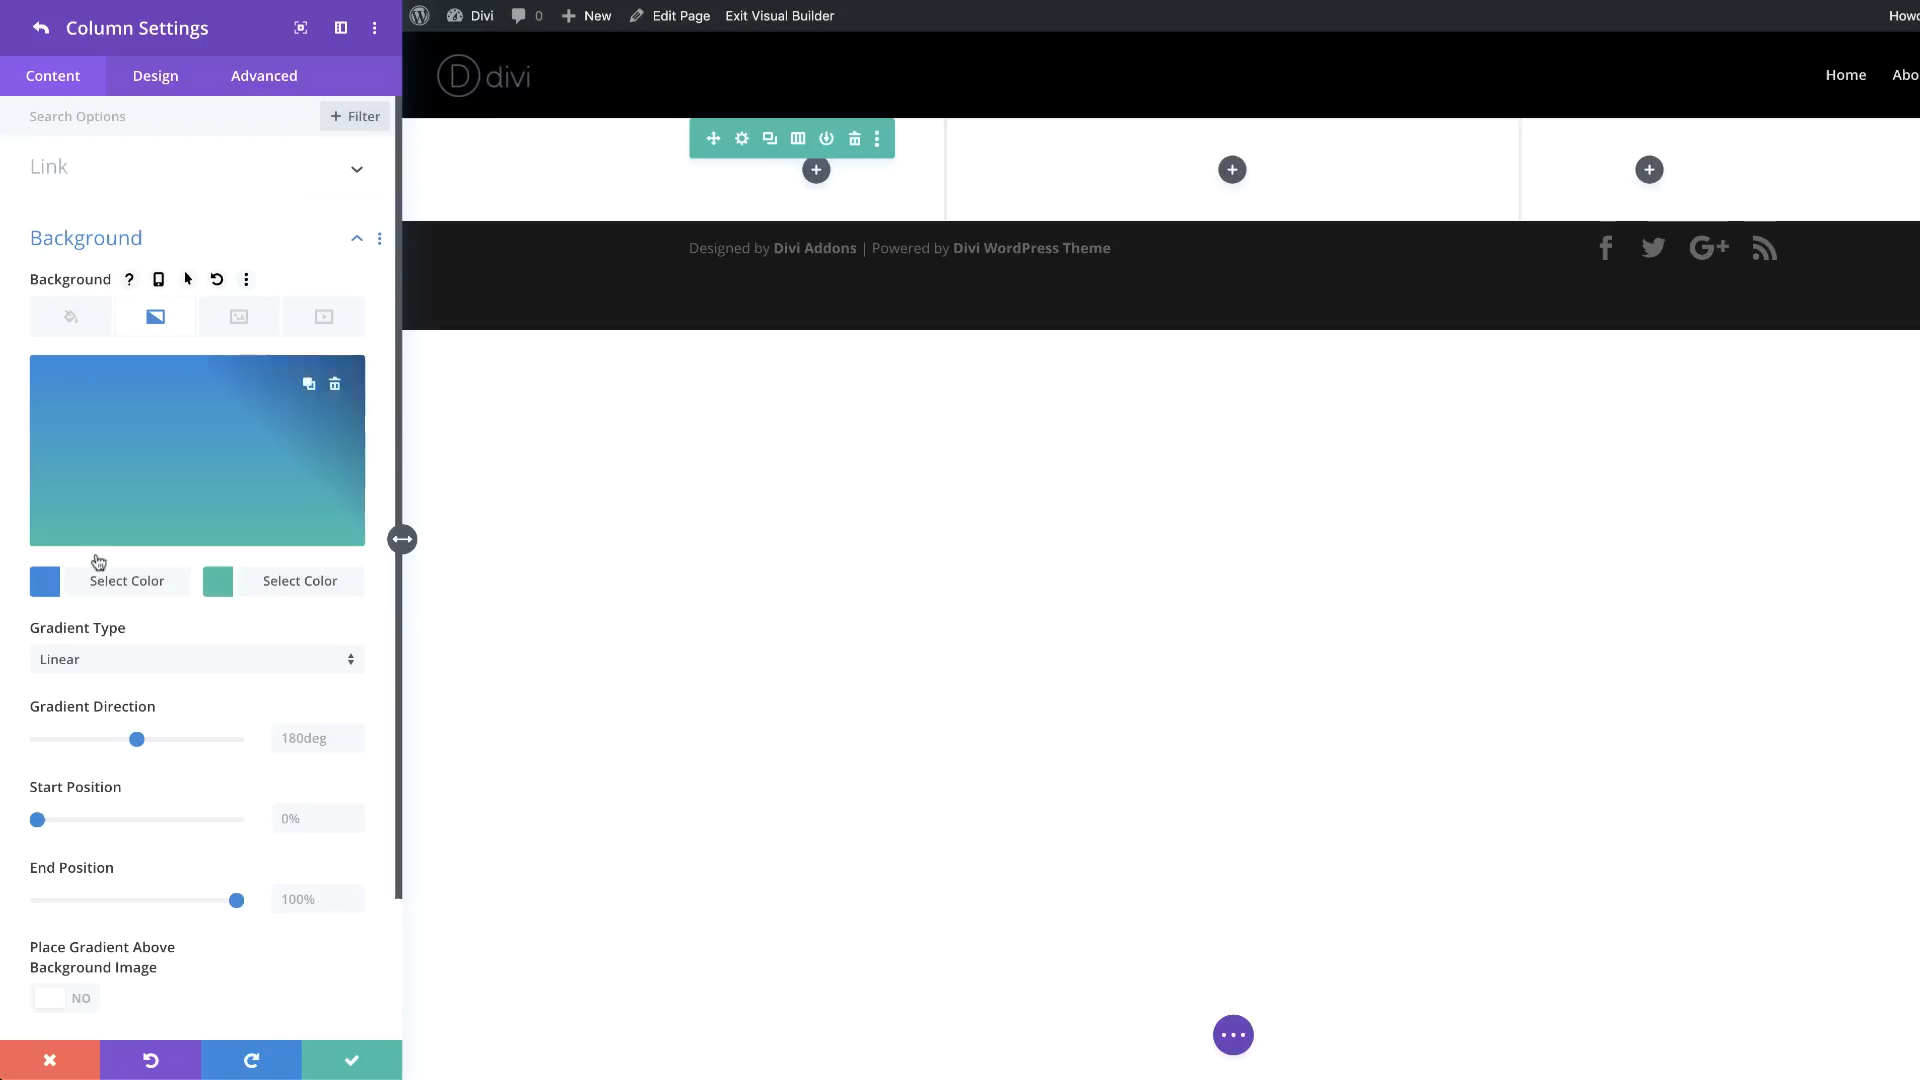 Column Settings
Divi
0
New
Edit Page
Exit Visual Builder
Content
Design
Advanced
D divi
Home
Search Options
+ Filter
Link
Background
Designed by Divi Addons | Powered by Divi WordPress Theme
Background ?
Select Color
Select Color
Gradient Type
Linear
Gradient Direction
180deg
Start Position
0%
End Position
100%
Place Gradient Above
Background Image
NO